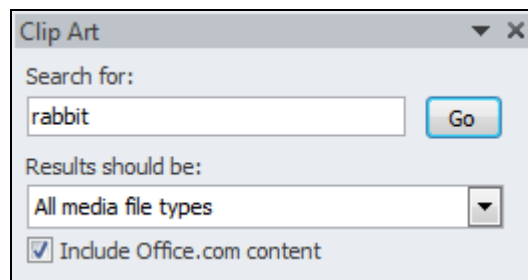 Clip Art
Search for:
rabbit
Go
Results should be:
All media file types
Include Office.com content